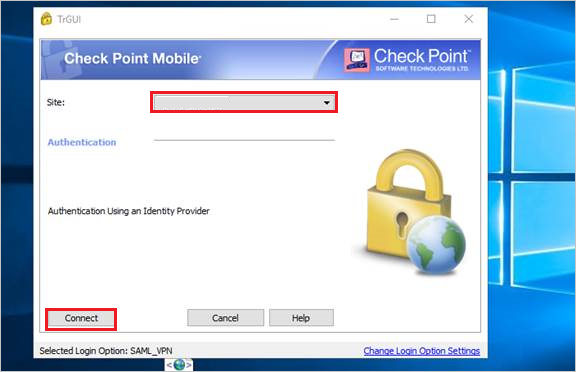 TrGUI
Check Point Mobile
Check Point
SOFTWARE TECHNOLOGIES LTD.
Site:
Authentication
Authentication Using an Identity Provider
Connect
Cancel
Help
Selected Login Option: SAML_VPN
Change Login Option Settings